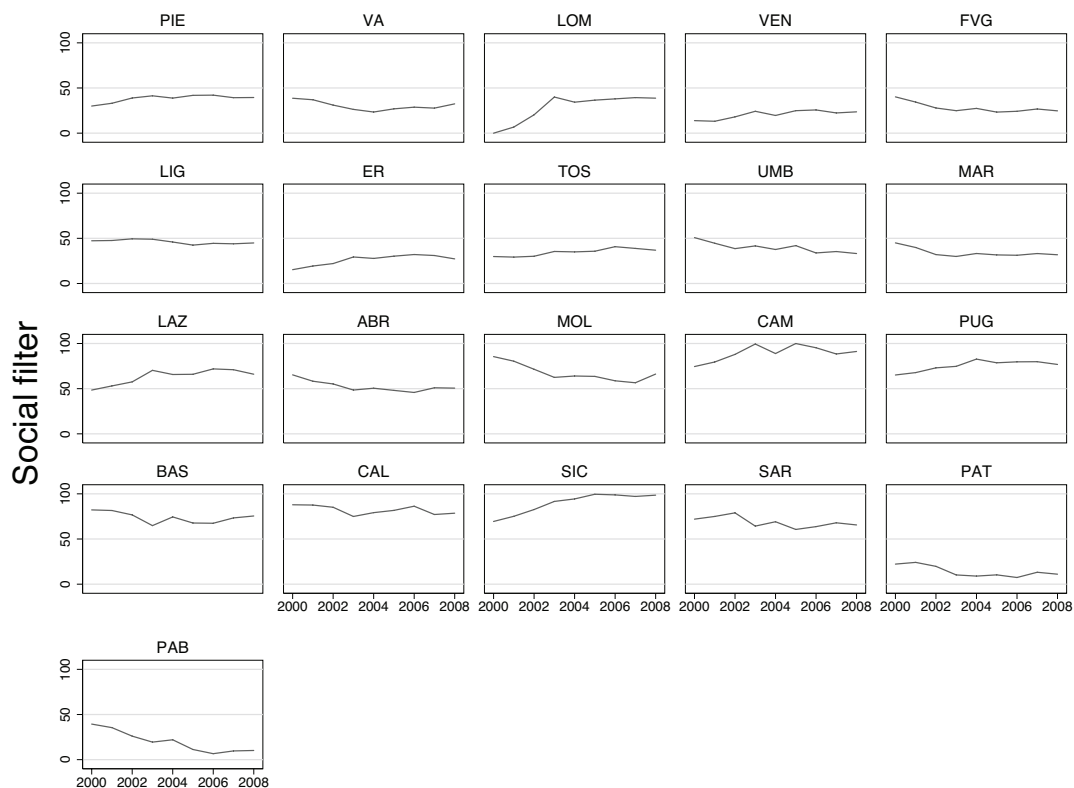 PIE VA LOM VEN FVG
100
50
0
LIG ER TOS UMB MAR
100
50
0
LAZ ABR MOL CAM PUG
100
50
0
Social filter
BAS CAL SIC SAR PAT
100
50
0
2000 2002 2004 2006 2008 2000 2002 2004 2006 2008 2000 2002 2004 2006 2008 2000 2002 2004 2006 2008
PAB
100
50
0
2000 2002 2004 2006 2008